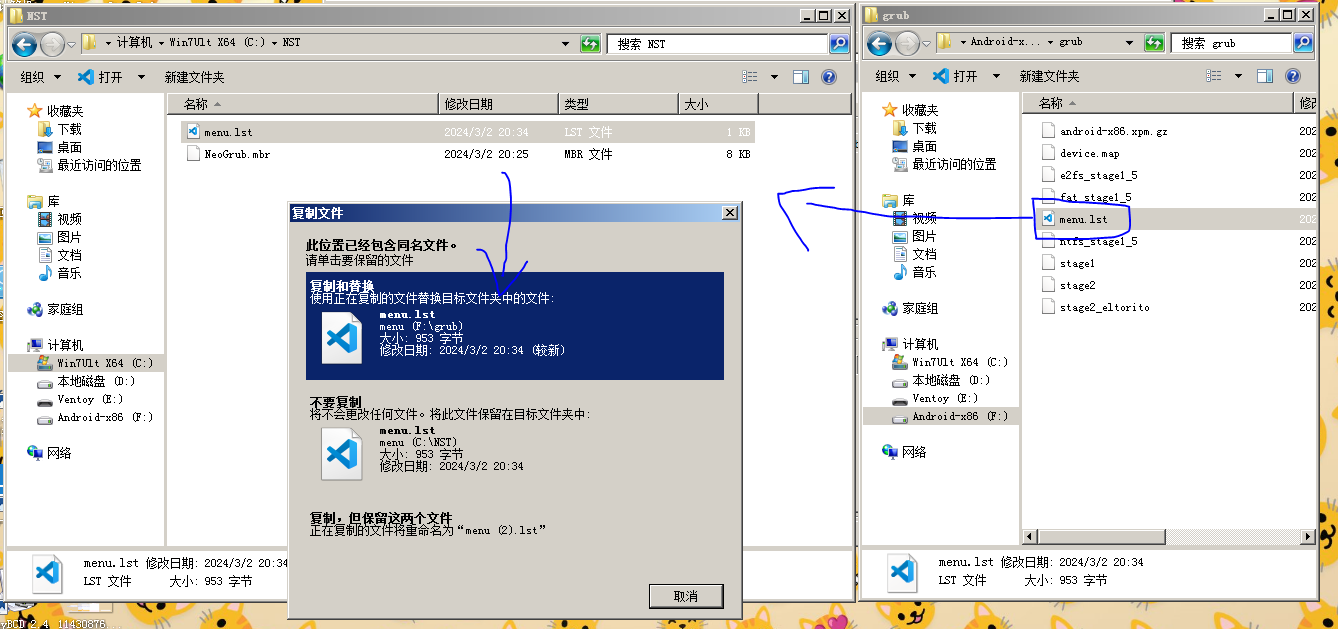 NST
计算机 Win7Ult X64 (C:) NST
搜索 NST
组织 打开 新建文件夹
收藏夹
下载
桌面
最近访问的位置
库
视频
图片
文档
音乐
家庭组
计算机
Win7Ult X64 (C:)
本地磁盘 (D:)
Ventoy (E:)
Android-x86 (F:)
网络
名称 修改日期 类型 大小
menu.lst 2024/3/2 20:34 LST 文件 1 KB
NeoGrub.mbr 2024/3/2 20:25 MBR 文件 8 KB
menu.lst 修改日期: 2024/3/2 20:34
LST 文件 大小: 953 字节
复制文件
此位置已经包含同名文件。
请单击要保留的文件
复制和替换
使用正在复制的文件替换目标文件夹中的文件:
menu.lst
menu (F:\grub)
大小: 953 字节
修改日期: 2024/3/2 20:34 (较新)
不要复制
将不会更改任何文件。将此文件保留在目标文件夹中:
menu.lst
menu (C:\NST)
大小: 953 字节
修改日期: 2024/3/2 20:34
复制，但保留这两个文件
正在复制的文件将重命名为“menu (2).lst”
取消
grub
Android-x... grub
搜索 grub
组织 打开 新建文件夹
收藏夹
下载
桌面
最近访问的位置
库
视频
图片
文档
音乐
家庭组
计算机
Win7Ult X64 (C:)
本地磁盘 (D:)
Ventoy (E:)
Android-x86 (F:)
网络
名称 修改
android-x86.xpm.gz 202
device.map 202
e2fs_stage1_5 202
fat_stage1_5 202
menu.lst 202
ntfs_stage1_5 202
stage1 202
stage2 202
stage2_eltorito 202
menu.lst 修改日期: 2024/3/2 20:34
LST 文件 大小: 953 字节
yBCD 2.4 11430876...